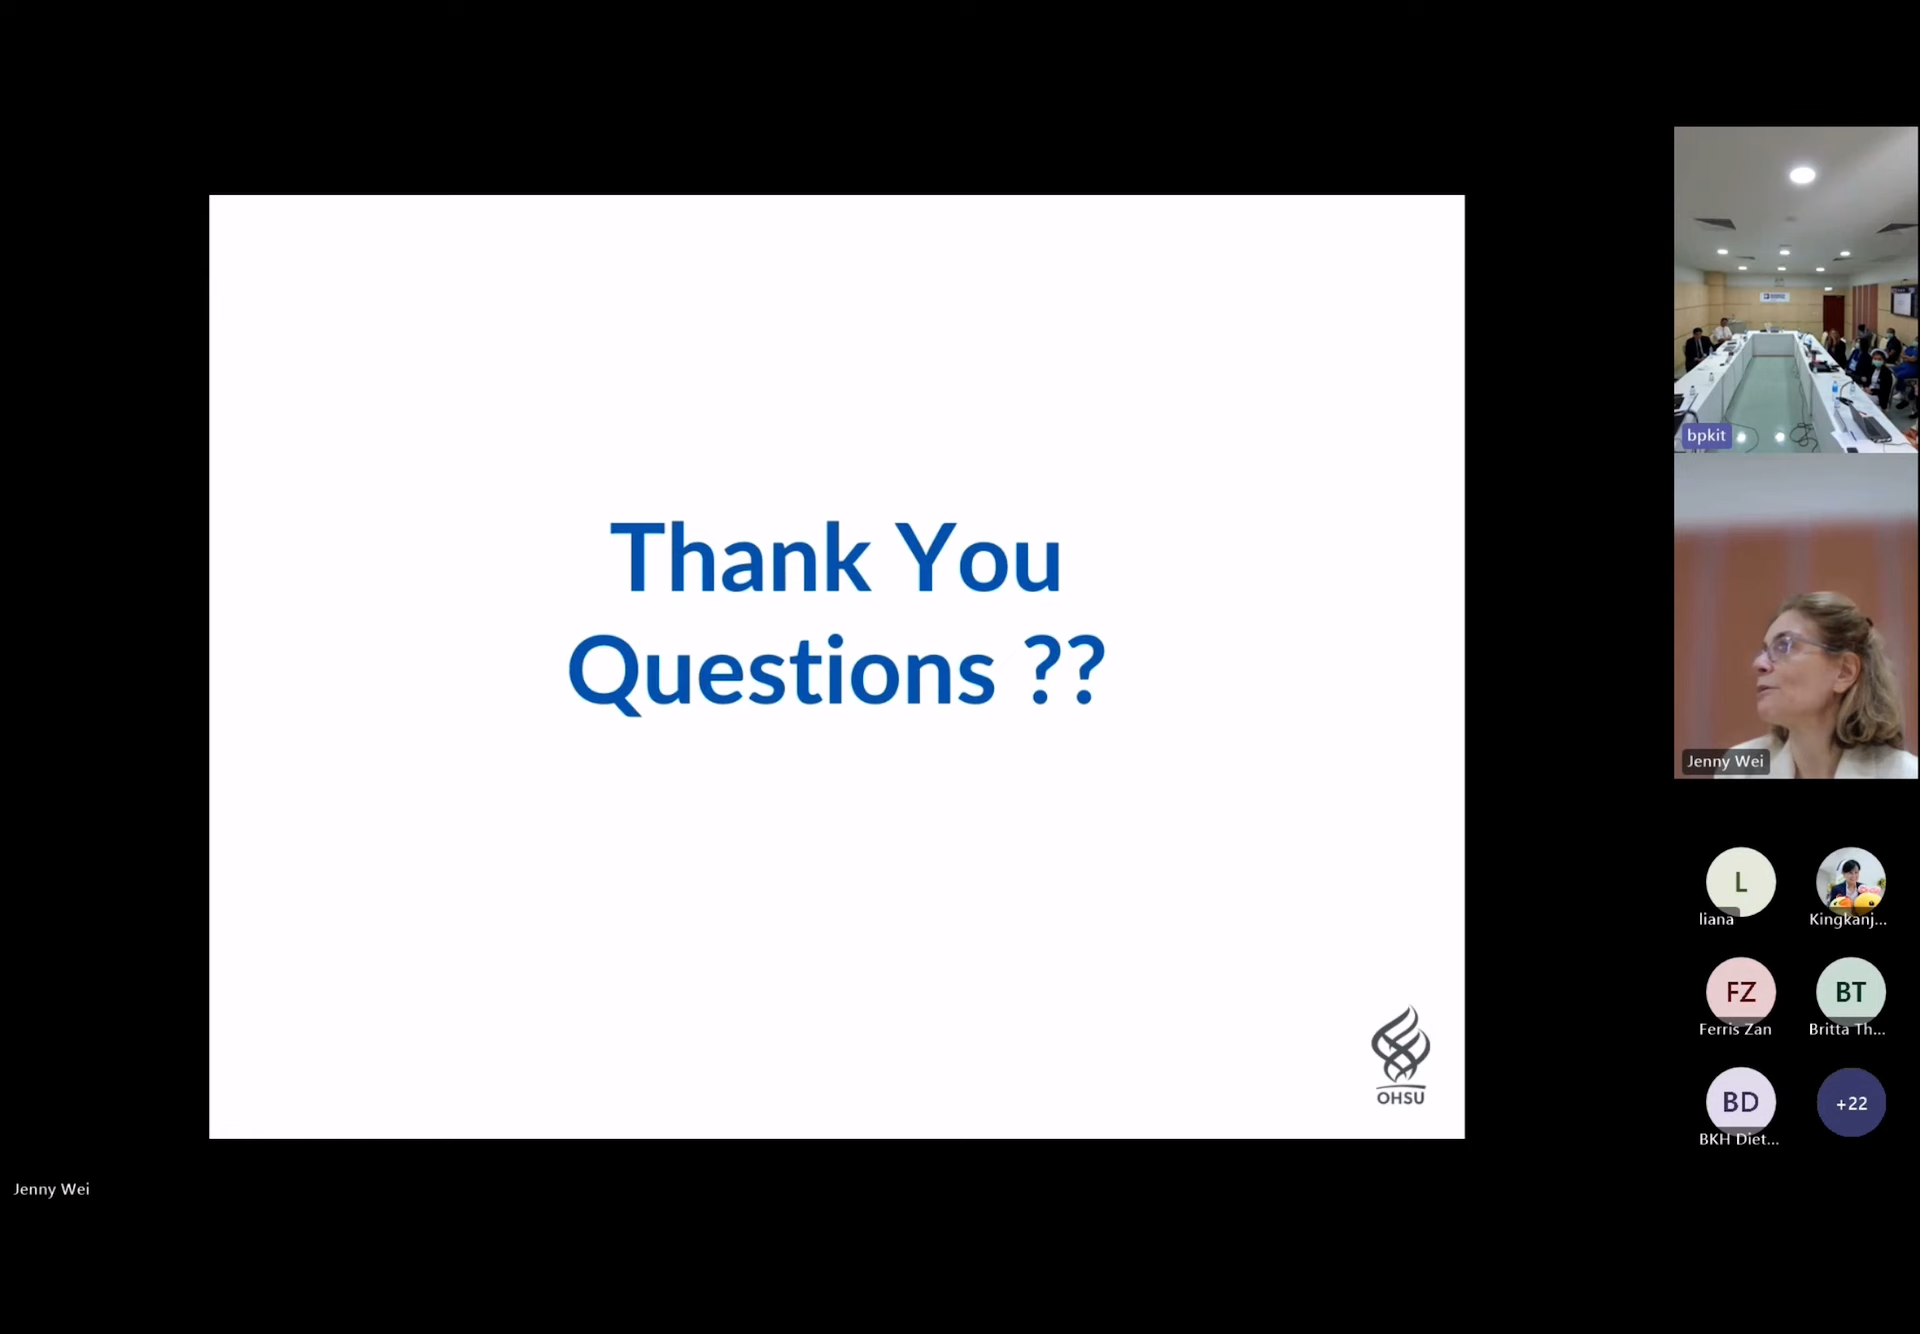 Thank You
Questions ??
OHSU
bpkit
Jenny Wei
L
liana
Kingkanj...
FZ
Ferris Zan
BT
Britta Th...
BD
BKH Diet...
+22
Jenny Wei